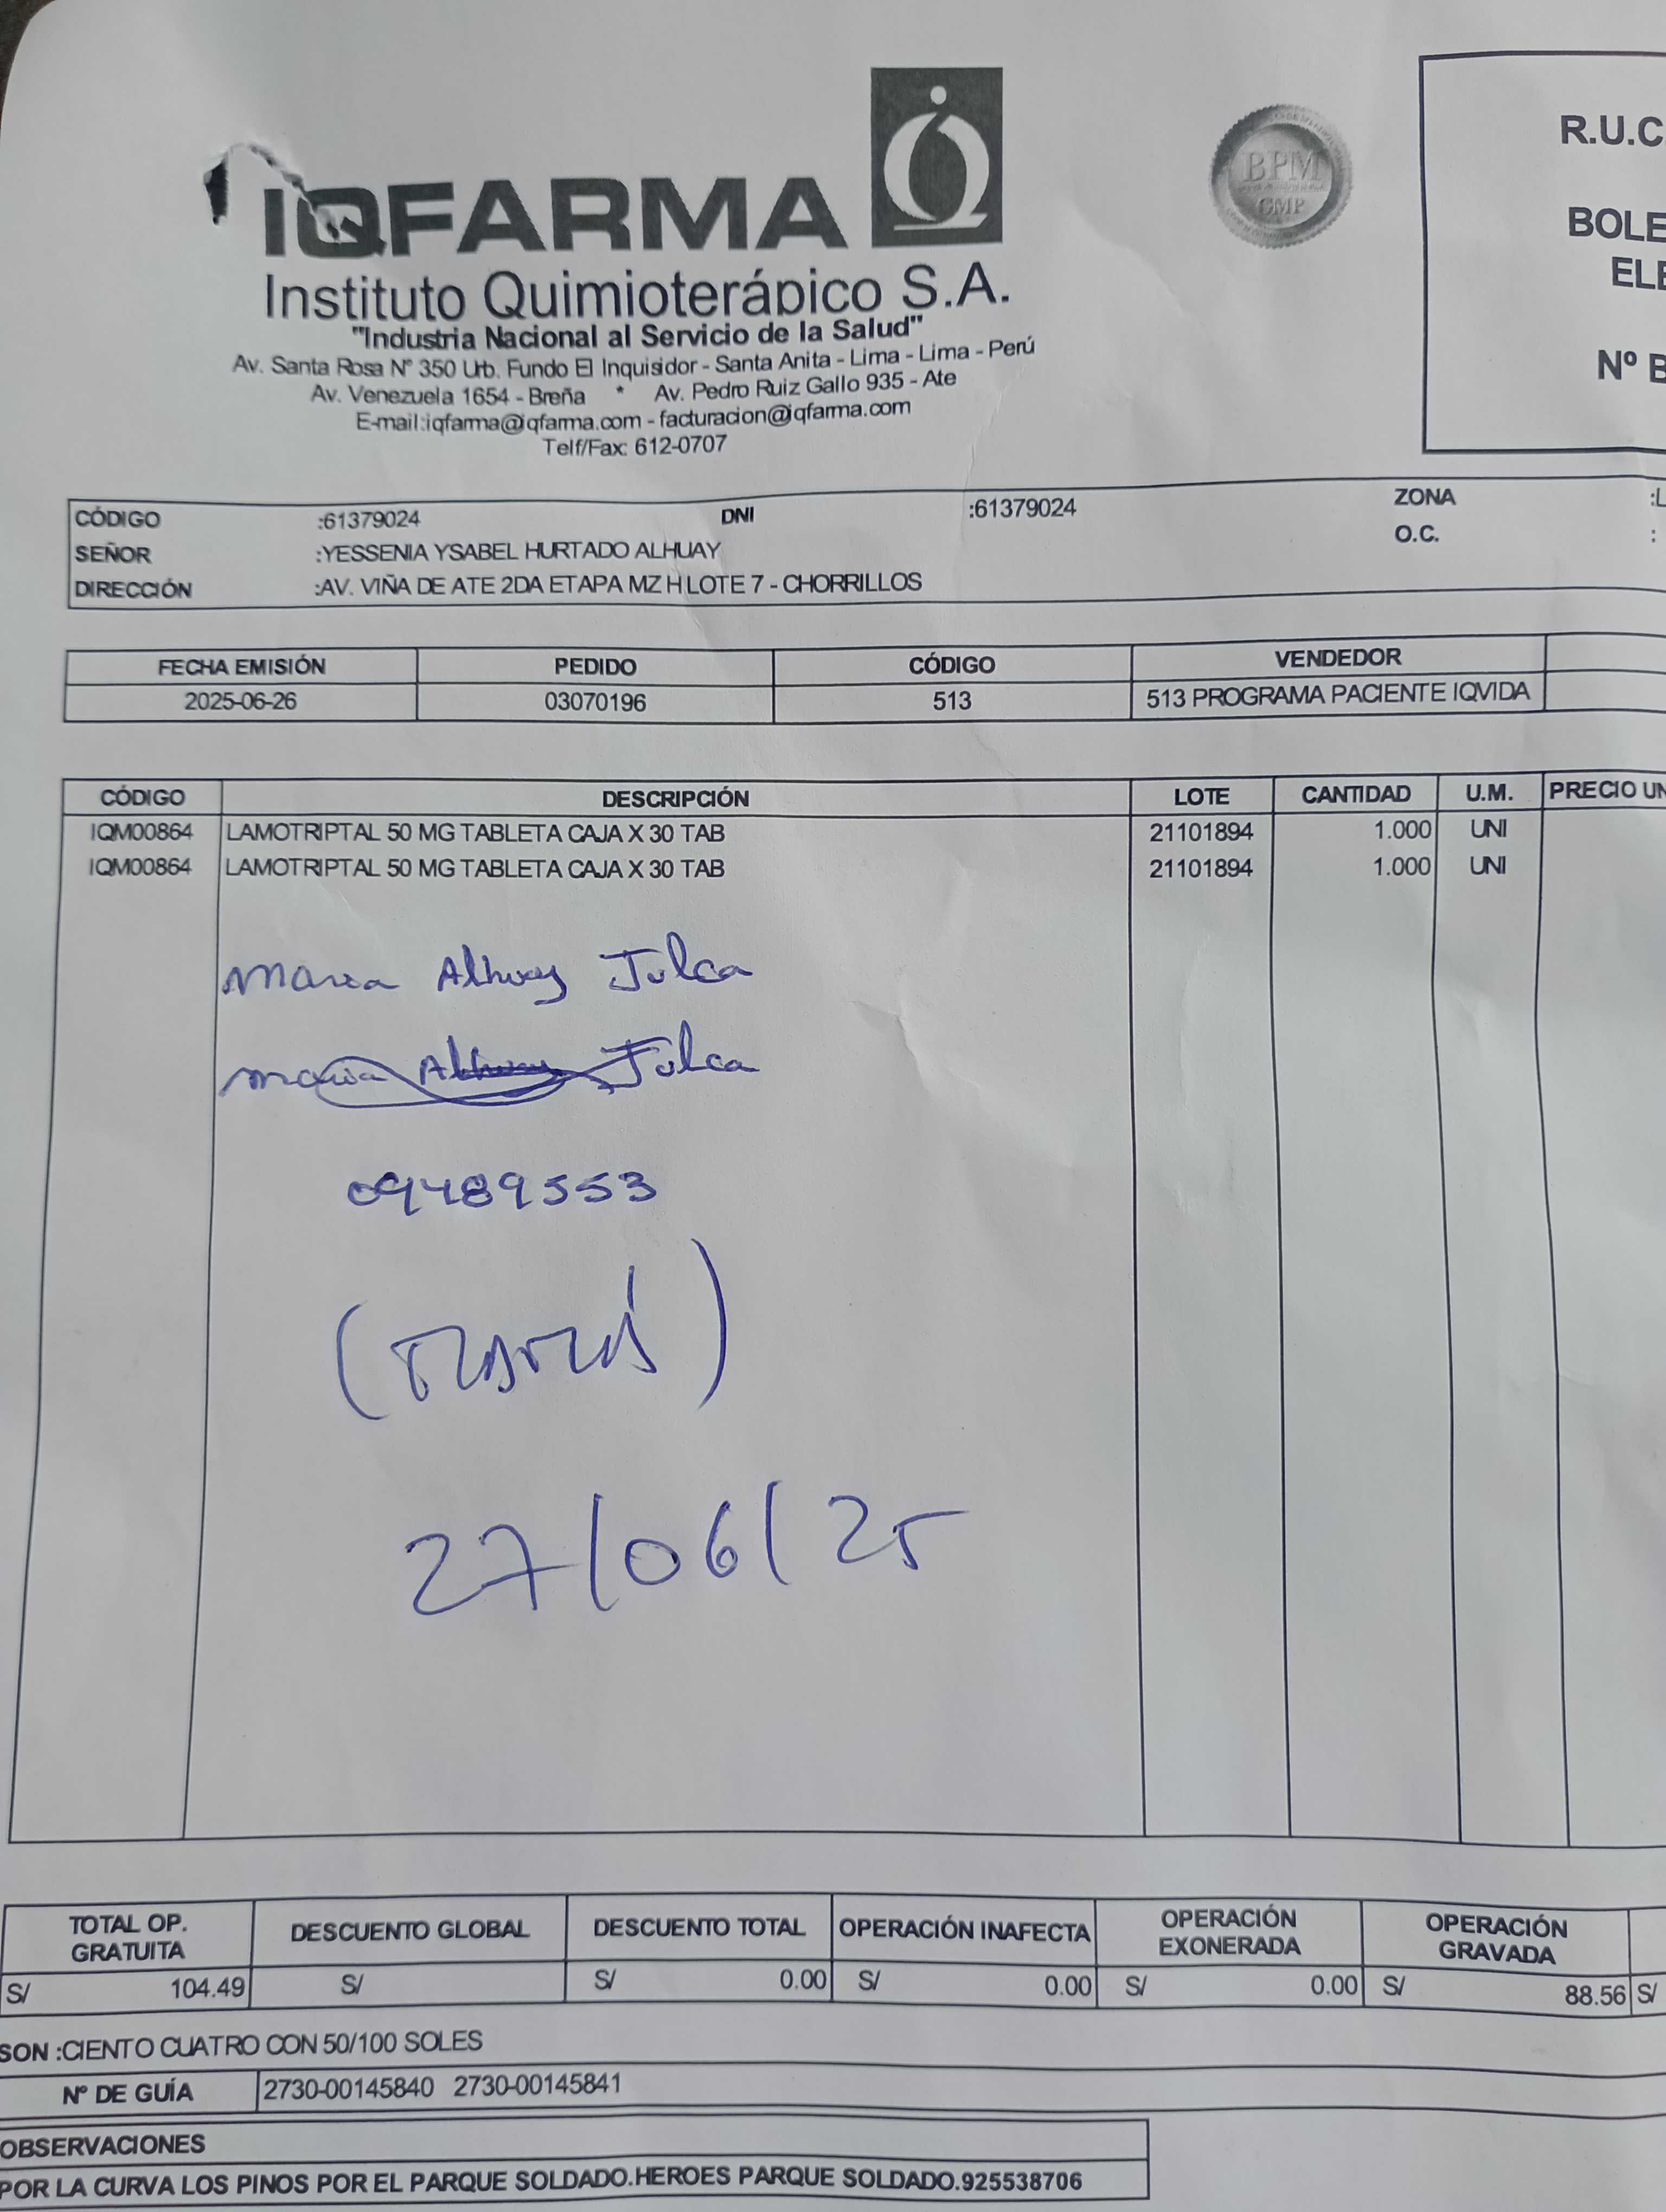 IQFARMA
Instituto Quimioterápico S.A.
"Industria Nacional al Servicio de la Salud"
Av. Santa Rosa Nº 350 Urb. Fundo El Inquisidor - Santa Anita - Lima - Lima - Perú
Av. Venezuela 1654 - Breña * Av. Pedro Ruiz Gallo 935 - Ate
E-mail:iqfarma@iqfarma.com - facturacion@iqfarma.com
Telf/Fax: 612-0707
BPM
GMP
R.U.C
BOLE
ELE
Nº B
CÓDIGO :61379024 DNI :61379024 ZONA :L
SEÑOR :YESSENIA YSABEL HURTADO ALHUAY O.C. :
DIRECCIÓN :AV. VIÑA DE ATE 2DA ETAPA MZ H LOTE 7 - CHORRILLOS
FECHA EMISIÓN PEDIDO CÓDIGO VENDEDOR
2025-06-26 03070196 513 513 PROGRAMA PACIENTE IQVIDA
CÓDIGO DESCRIPCIÓN LOTE CANTIDAD U.M. PRECIO UN
IQM00864 LAMOTRIPTAL 50 MG TABLETA CAJA X 30 TAB 21101894 1.000 UNI
IQM00864 LAMOTRIPTAL 50 MG TABLETA CAJA X 30 TAB 21101894 1.000 UNI
Maria Alhuay Julca
Maria Alhuay Julca
09489553
27/06/25
TOTAL OP. GRATUITA DESCUENTO GLOBAL DESCUENTO TOTAL OPERACIÓN INAFECTA OPERACIÓN EXONERADA OPERACIÓN GRAVADA
S/ 104.49 S/ S/ 0.00 S/ 0.00 S/ 0.00 S/ 88.56 S/
SON :CIENTO CUATRO CON 50/100 SOLES
Nº DE GUÍA 2730-00145840 2730-00145841
OBSERVACIONES
POR LA CURVA LOS PINOS POR EL PARQUE SOLDADO.HEROES PARQUE SOLDADO.925538706